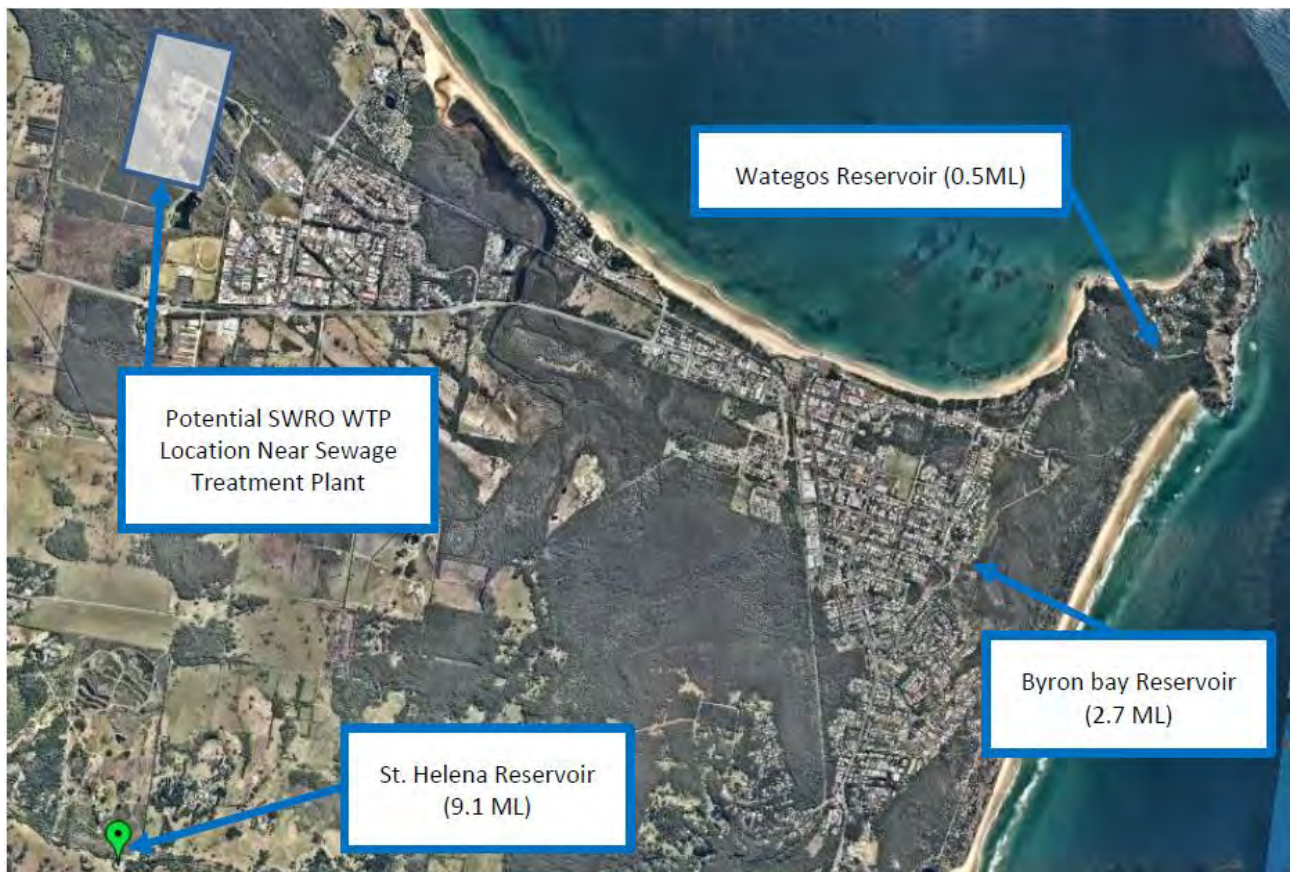 Wategos Reservoir (0.5ML)
Potential SWRO WTP
Location Near Sewage
Treatment Plant
Byron bay Reservoir
(2.7 ML)
St. Helena Reservoir
(9.1 ML)